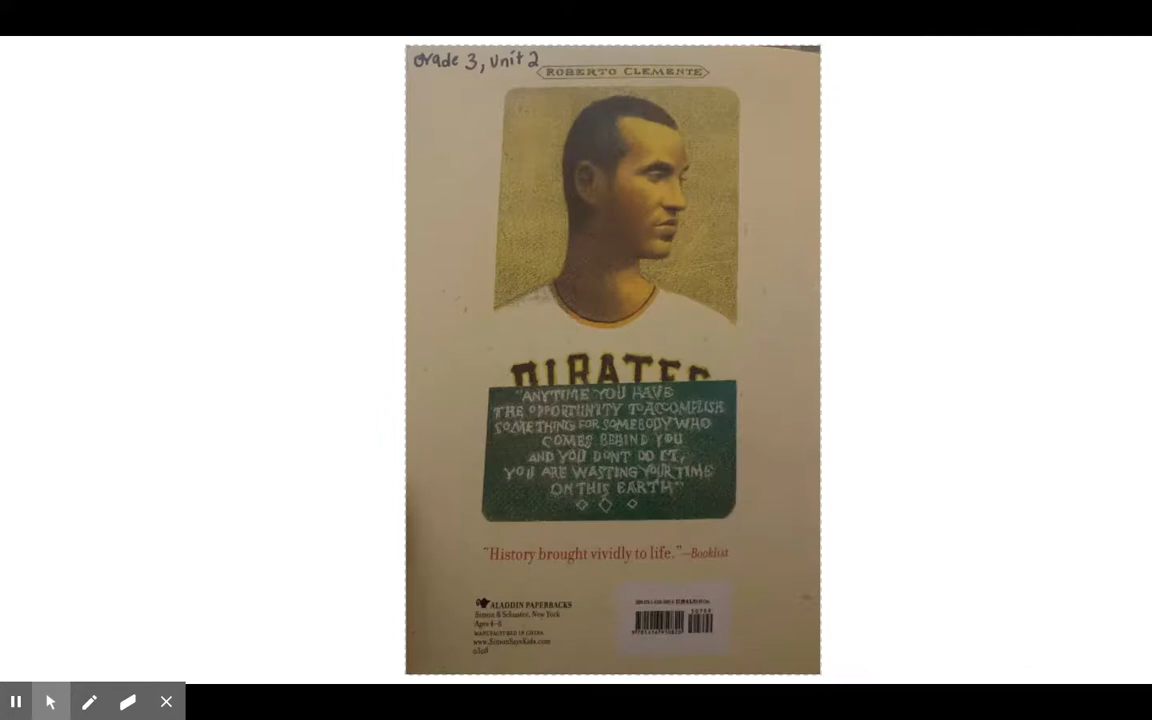 Grade 3, Unit 2
ROBERTO CLEMENTE
PIRATES
"ANYTIME YOU HAVE
THE OPPORTUNITY TO ACCOMPLISH
SOMETHING FOR SOMEBODY WHO
COMES BEHIND YOU
AND YOU DON'T DO IT,
YOU ARE WASTING YOUR TIME
ON THIS EARTH"
"History brought vividly to life."—Booklist
ALADDIN PAPERBACKS
Simon & Schuster, New York
Ages 4–8
MANUFACTURED IN CHINA
www.SimonSaysKids.com